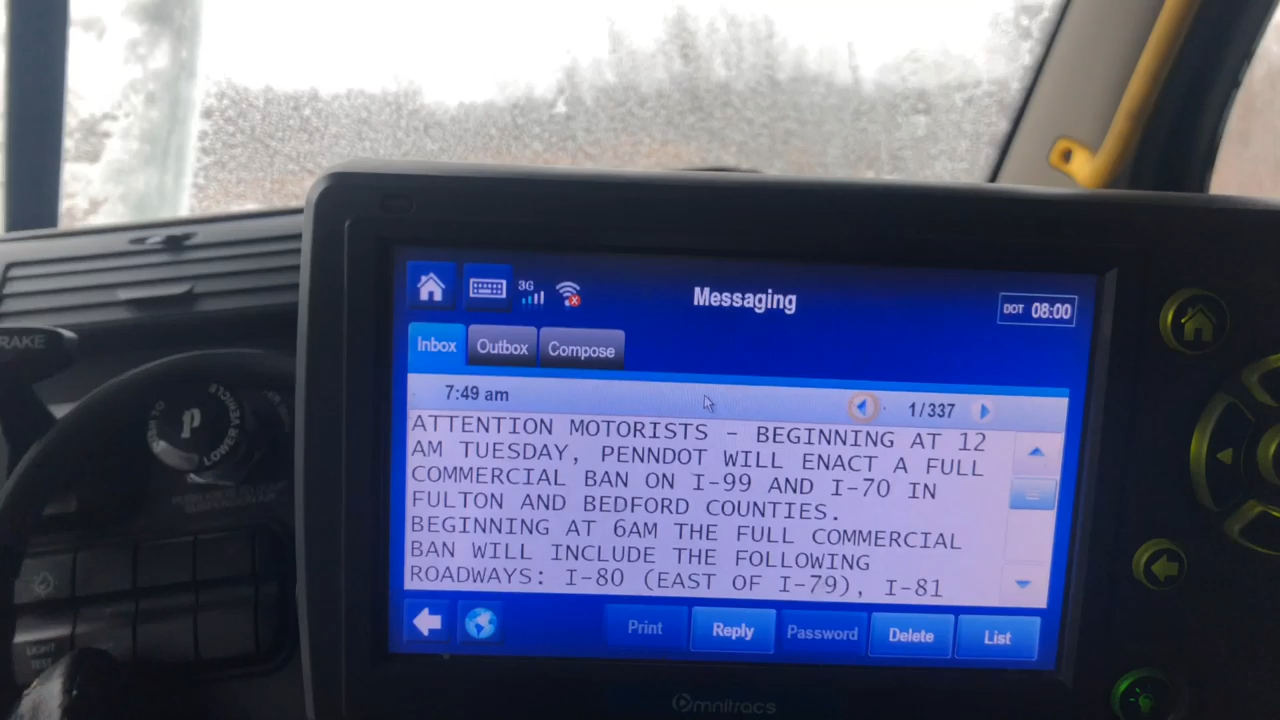 3G
Messaging
DOT 08:00
Inbox
Outbox
Compose
7:49 am
1/337
ATTENTION MOTORISTS - BEGINNING AT 12
AM TUESDAY, PENNDOT WILL ENACT A FULL
COMMERCIAL BAN ON I-99 AND I-70 IN
FULTON AND BEDFORD COUNTIES.
BEGINNING AT 6AM THE FULL COMMERCIAL
BAN WILL INCLUDE THE FOLLOWING
ROADWAYS: I-80 (EAST OF I-79), I-81
Print
Reply
Password
Delete
List
Omnitracs
RAKE
P
LOWER VEHICLE
LIGHT
TEST